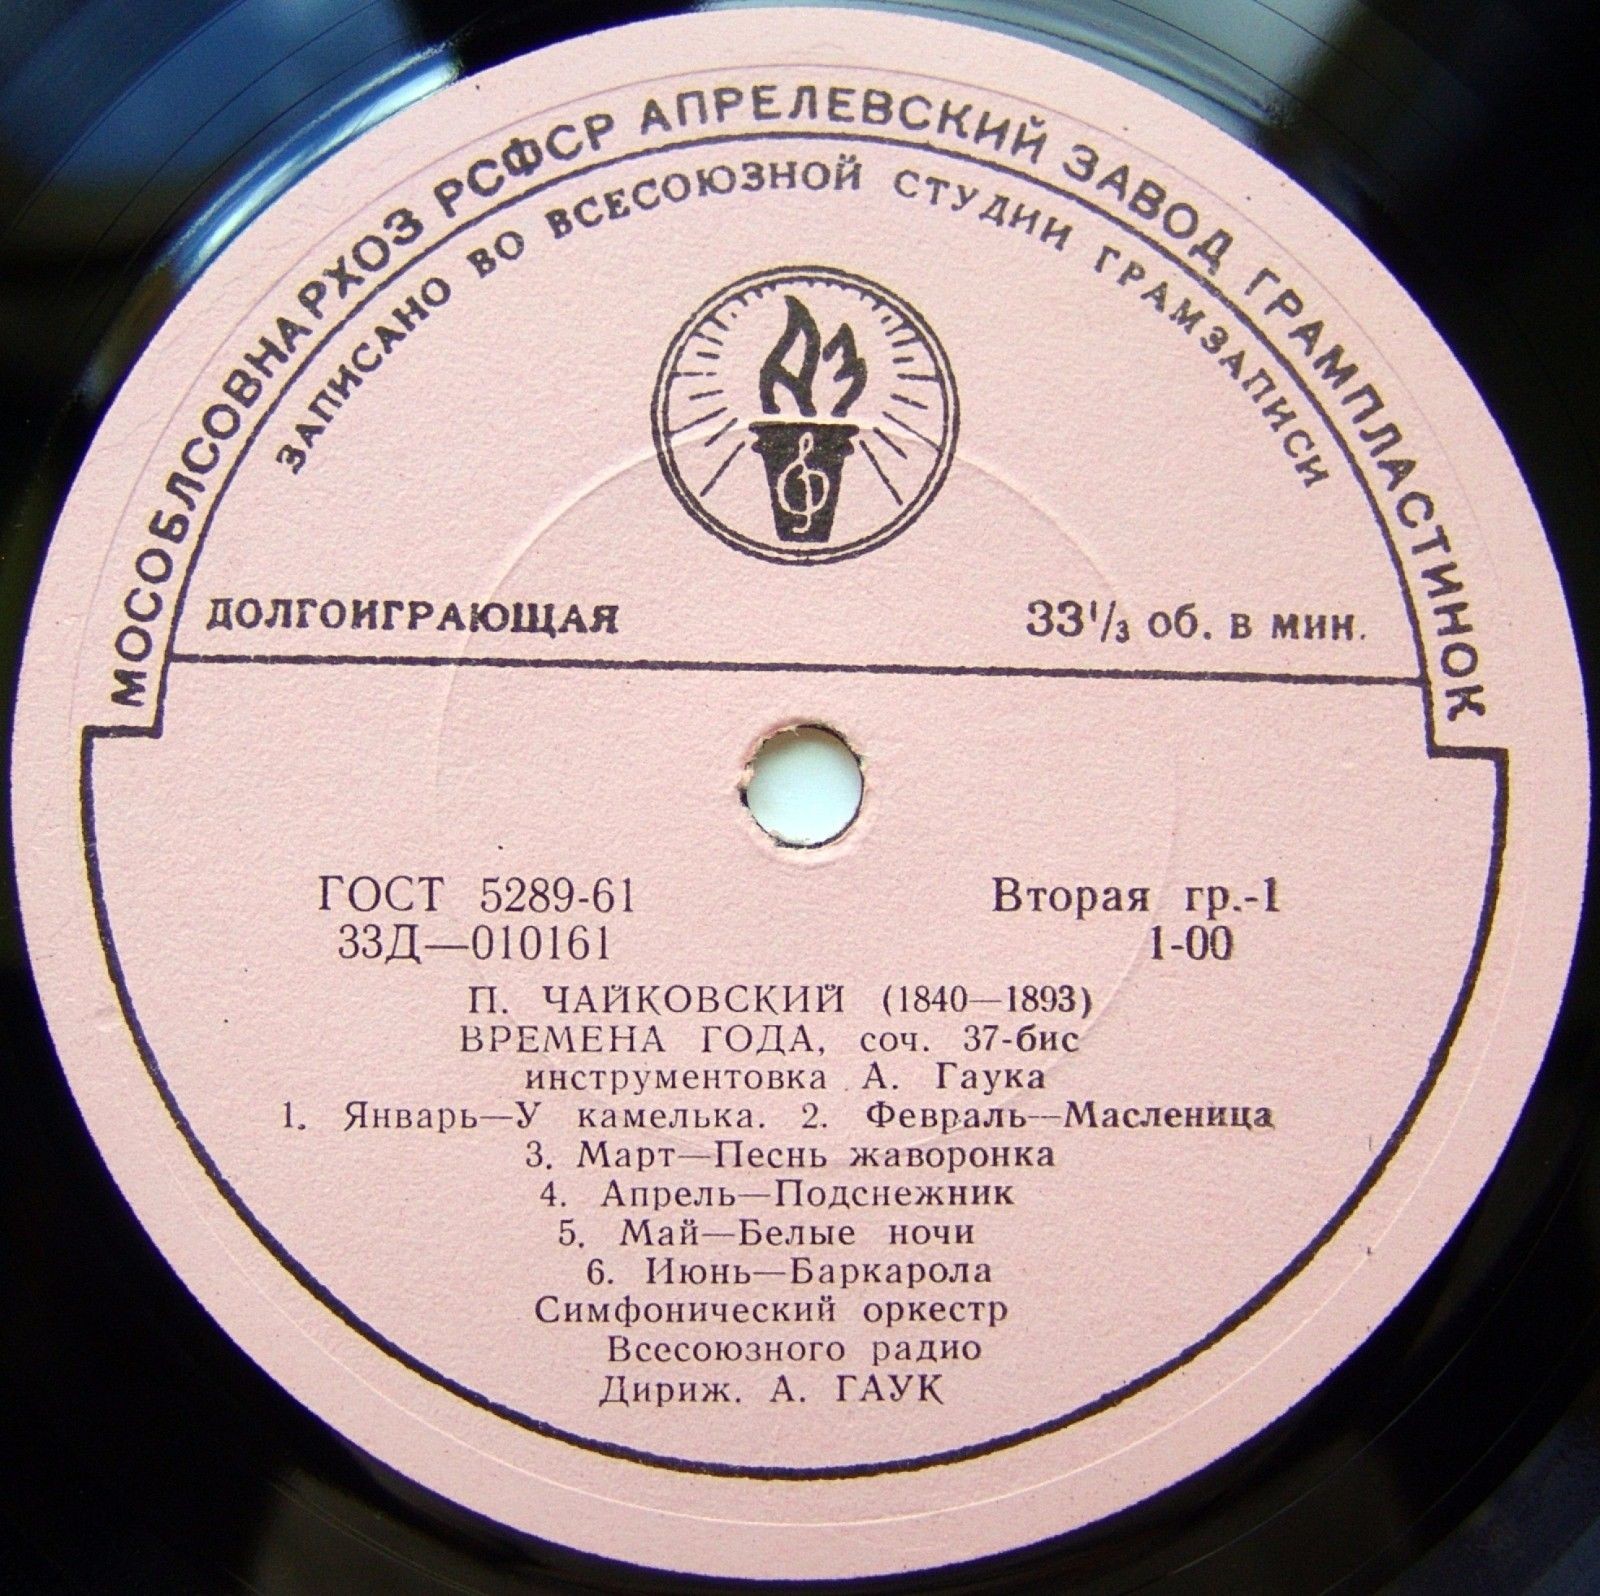 МОСОБЛСОВНАРХОЗ РСФСР АПРЕЛЕВСКИЙ ЗАВОД ГРАМПЛАСТИНОК
ЗАПИСАНО ВО ВСЕСОЮЗНОЙ СТУДИИ ГРАМЗАПИСИ
АЗ
ДОЛГОИГРАЮЩАЯ 33 1/3 об. в мин.
ГОСТ 5289-61 Вторая гр.-1
33Д—010161 1-00
П. ЧАЙКОВСКИЙ (1840—1893)
ВРЕМЕНА ГОДА, соч. 37-бис
инструментовка А. Гаука
1. Январь—У камелька. 2. Февраль—Масленица
3. Март—Песнь жаворонка
4. Апрель—Подснежник
5. Май—Белые ночи
6. Июнь—Баркарола
Симфонический оркестр
Всесоюзного радио
Дириж. А. ГАУК